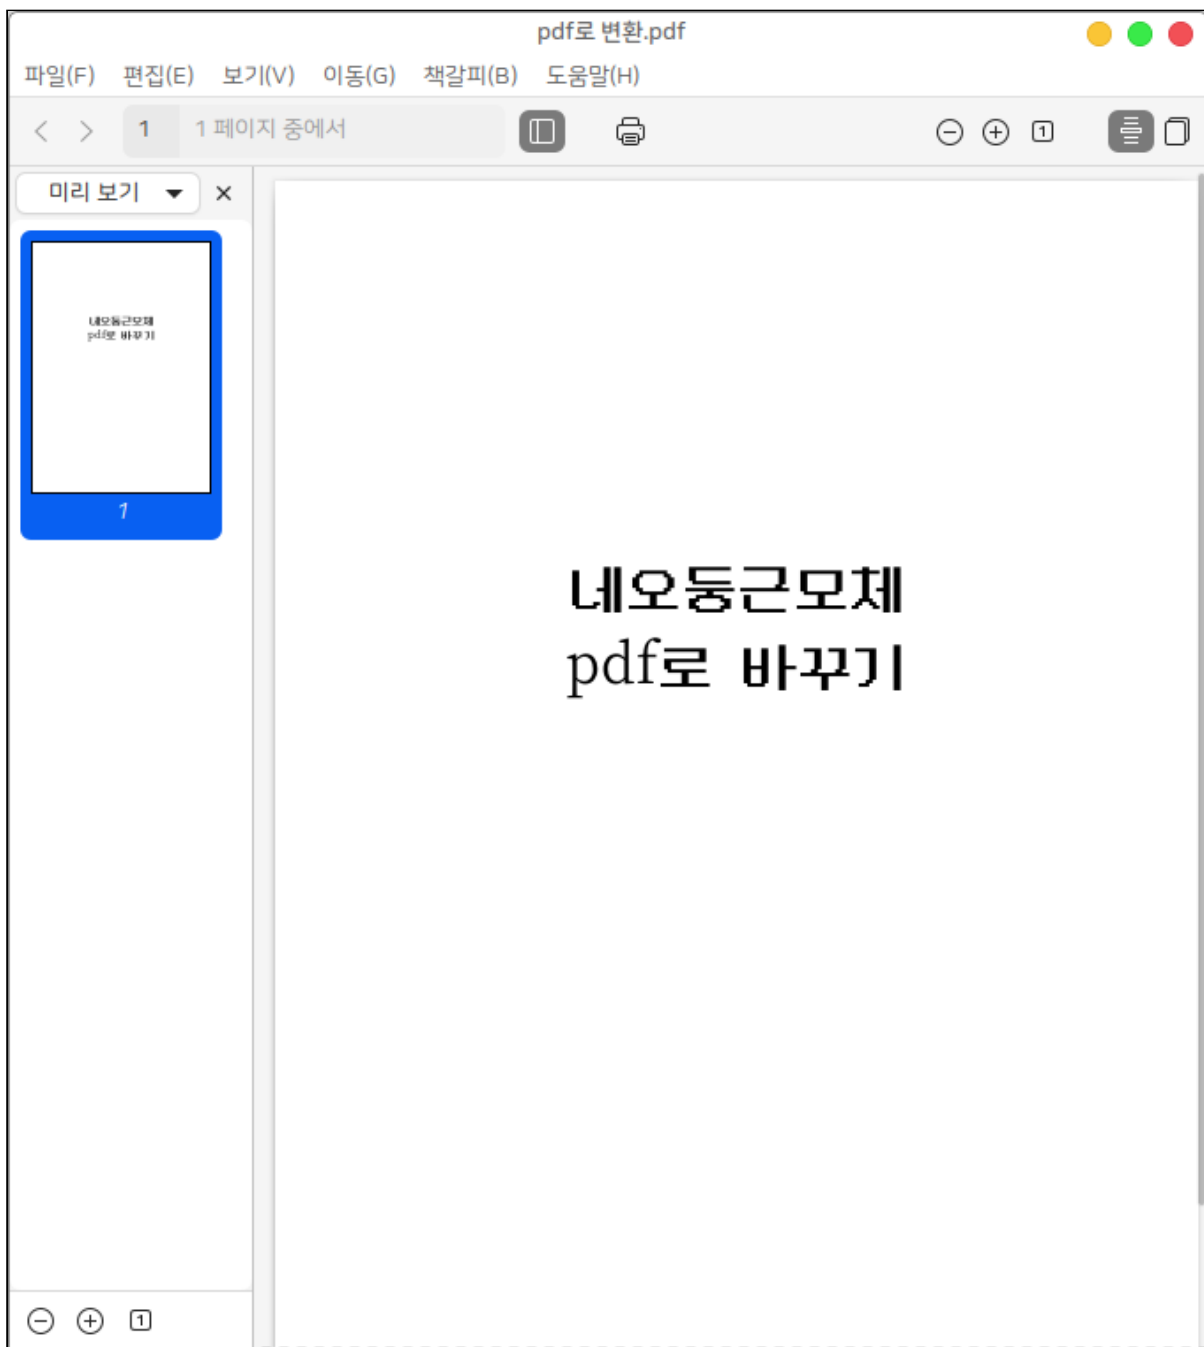 pdf로 변환.pdf
파일(F) 편집(E) 보기(V) 이동(G) 책갈피(B) 도움말(H)
1 1 페이지 중에서 1
미리 보기
네오둥근모체
pdf로 바꾸기
1
네오둥근모체
pdf로 바꾸기
1